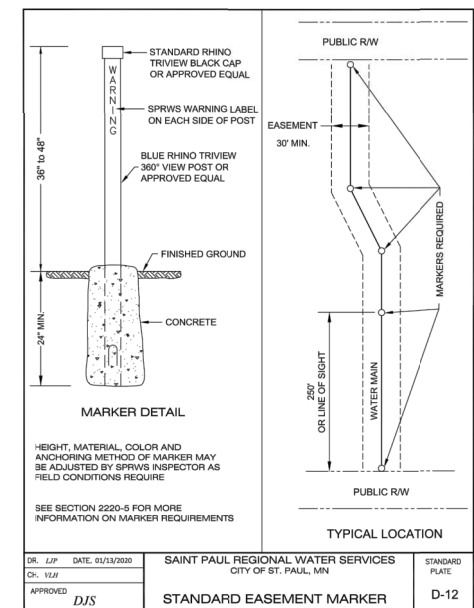 STANDARD RHINO
TRIVIEW BLACK CAP
OR APPROVED EQUAL
WARNING
SPRWS WARNING LABEL
ON EACH SIDE OF POST
36" to 48"
BLUE RHINO TRIVIEW
360° VIEW POST OR
APPROVED EQUAL
FINISHED GROUND
24" MIN.
CONCRETE
MARKER DETAIL
HEIGHT, MATERIAL, COLOR AND
ANCHORING METHOD OF MARKER MAY
BE ADJUSTED BY SPRWS INSPECTOR AS
FIELD CONDITIONS REQUIRE
SEE SECTION 2220-5 FOR MORE
INFORMATION ON MARKER REQUIREMENTS
PUBLIC R/W
EASEMENT
30' MIN.
MARKERS REQUIRED
250'
OR LINE OF SIGHT
WATER MAIN
PUBLIC R/W
TYPICAL LOCATION
DR. LJP DATE. 01/13/2020
CH. VLH
APPROVED
DJS
SAINT PAUL REGIONAL WATER SERVICES
CITY OF ST. PAUL, MN
STANDARD EASEMENT MARKER
STANDARD
PLATE
D-12